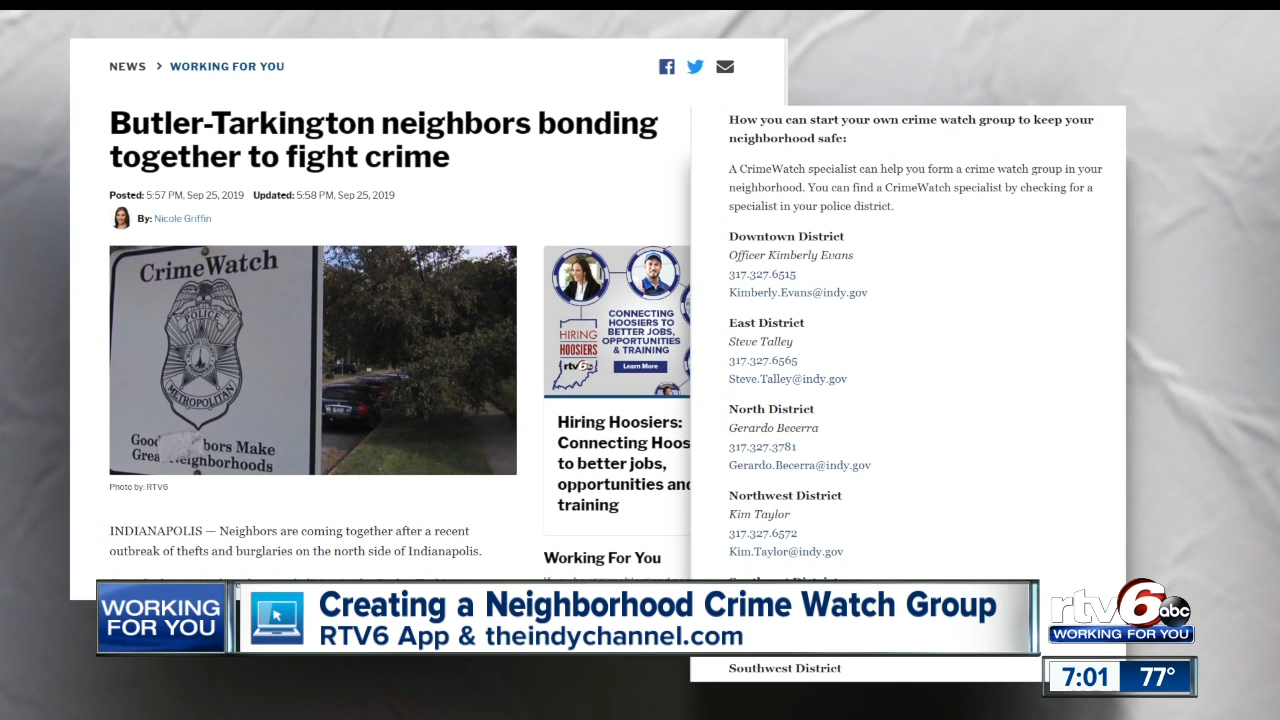 NEWS > WORKING FOR YOU
Butler-Tarkington neighbors bonding
together to fight crime
Posted: 5:57 PM, Sep 25, 2019 Updated: 5:58 PM, Sep 25, 2019
By: Nicole Griffin
CrimeWatch
POLICE
METROPOLITAN
Good bors Make
Great Neighborhoods
Photo by: RTV6
INDIANAPOLIS — Neighbors are coming together after a recent
outbreak of thefts and burglaries on the north side of Indianapolis.
CONNECTING
HOOSIERS TO
BETTER JOBS,
OPPORTUNITIES
& TRAINING
HIRING
HOOSIERS
rtv6
Learn More
Hiring Hoosiers:
Connecting Hoos
to better jobs,
opportunities and
training
Working For You
How you can start your own crime watch group to keep your
neighborhood safe:
A CrimeWatch specialist can help you form a crime watch group in your
neighborhood. You can find a CrimeWatch specialist by checking for a
specialist in your police district.
Downtown District
Officer Kimberly Evans
317.327.6515
Kimberly.Evans@indy.gov
East District
Steve Talley
317.327.6565
Steve.Talley@indy.gov
North District
Gerardo Becerra
317.327.3781
Gerardo.Becerra@indy.gov
Northwest District
Kim Taylor
317.327.6572
Kim.Taylor@indy.gov
Southwest District
WORKING
FOR YOU
Creating a Neighborhood Crime Watch Group
RTV6 App & theindychannel.com
rtv6 abc
WORKING FOR YOU
7:01 77°